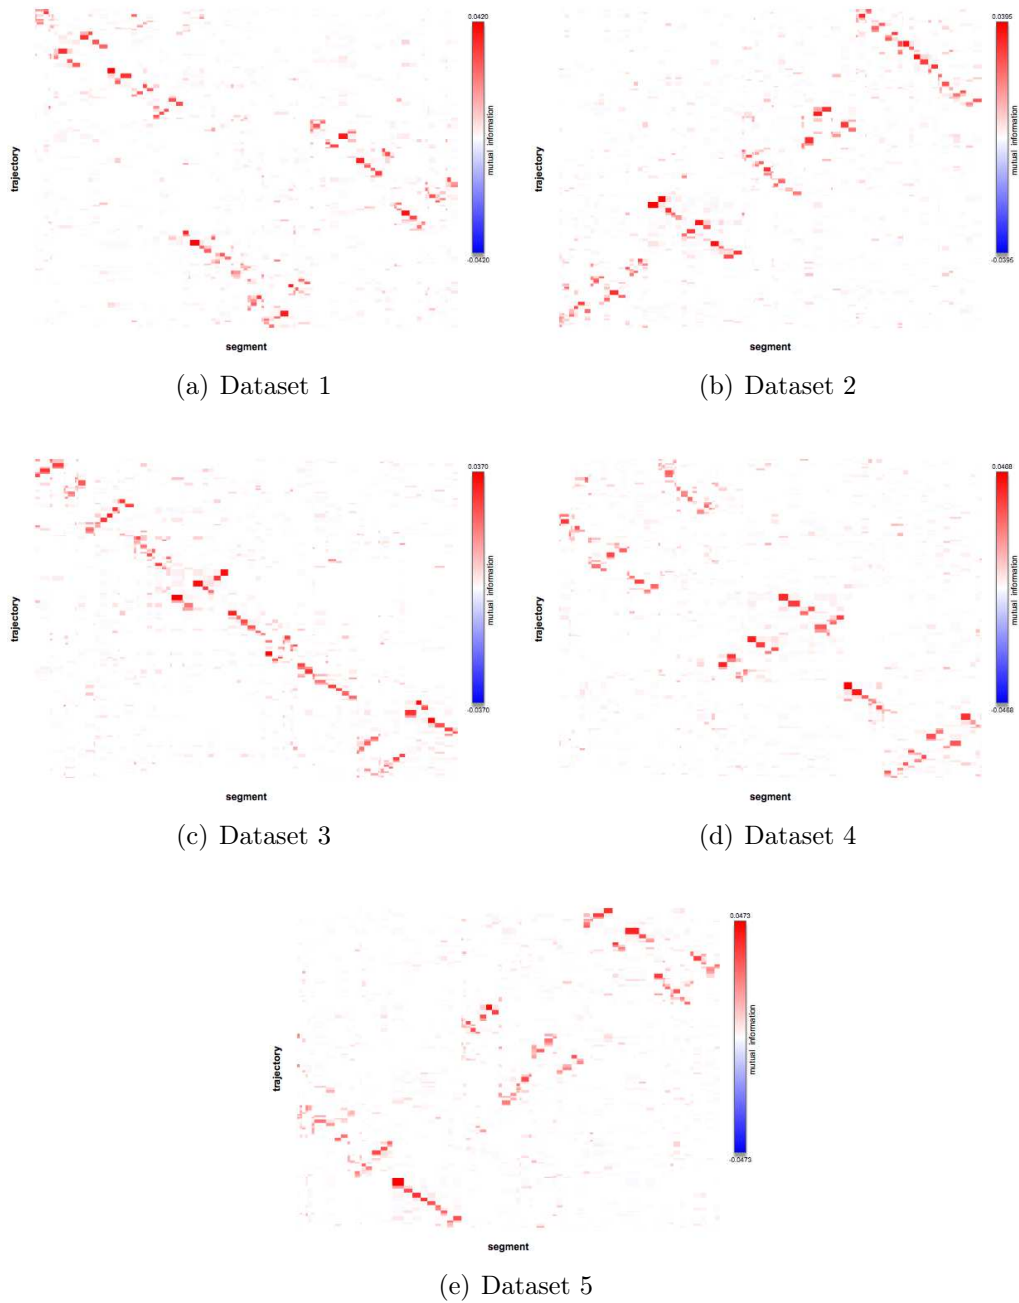 0.0420
trajectory
mutual information
-0.0420
segment
(a) Dataset 1
0.0395
trajectory
mutual information
-0.0395
segment
(b) Dataset 2
0.0370
trajectory
mutual information
-0.0370
segment
(c) Dataset 3
0.0468
trajectory
mutual information
-0.0468
segment
(d) Dataset 4
0.0473
trajectory
mutual information
-0.0473
segment
(e) Dataset 5